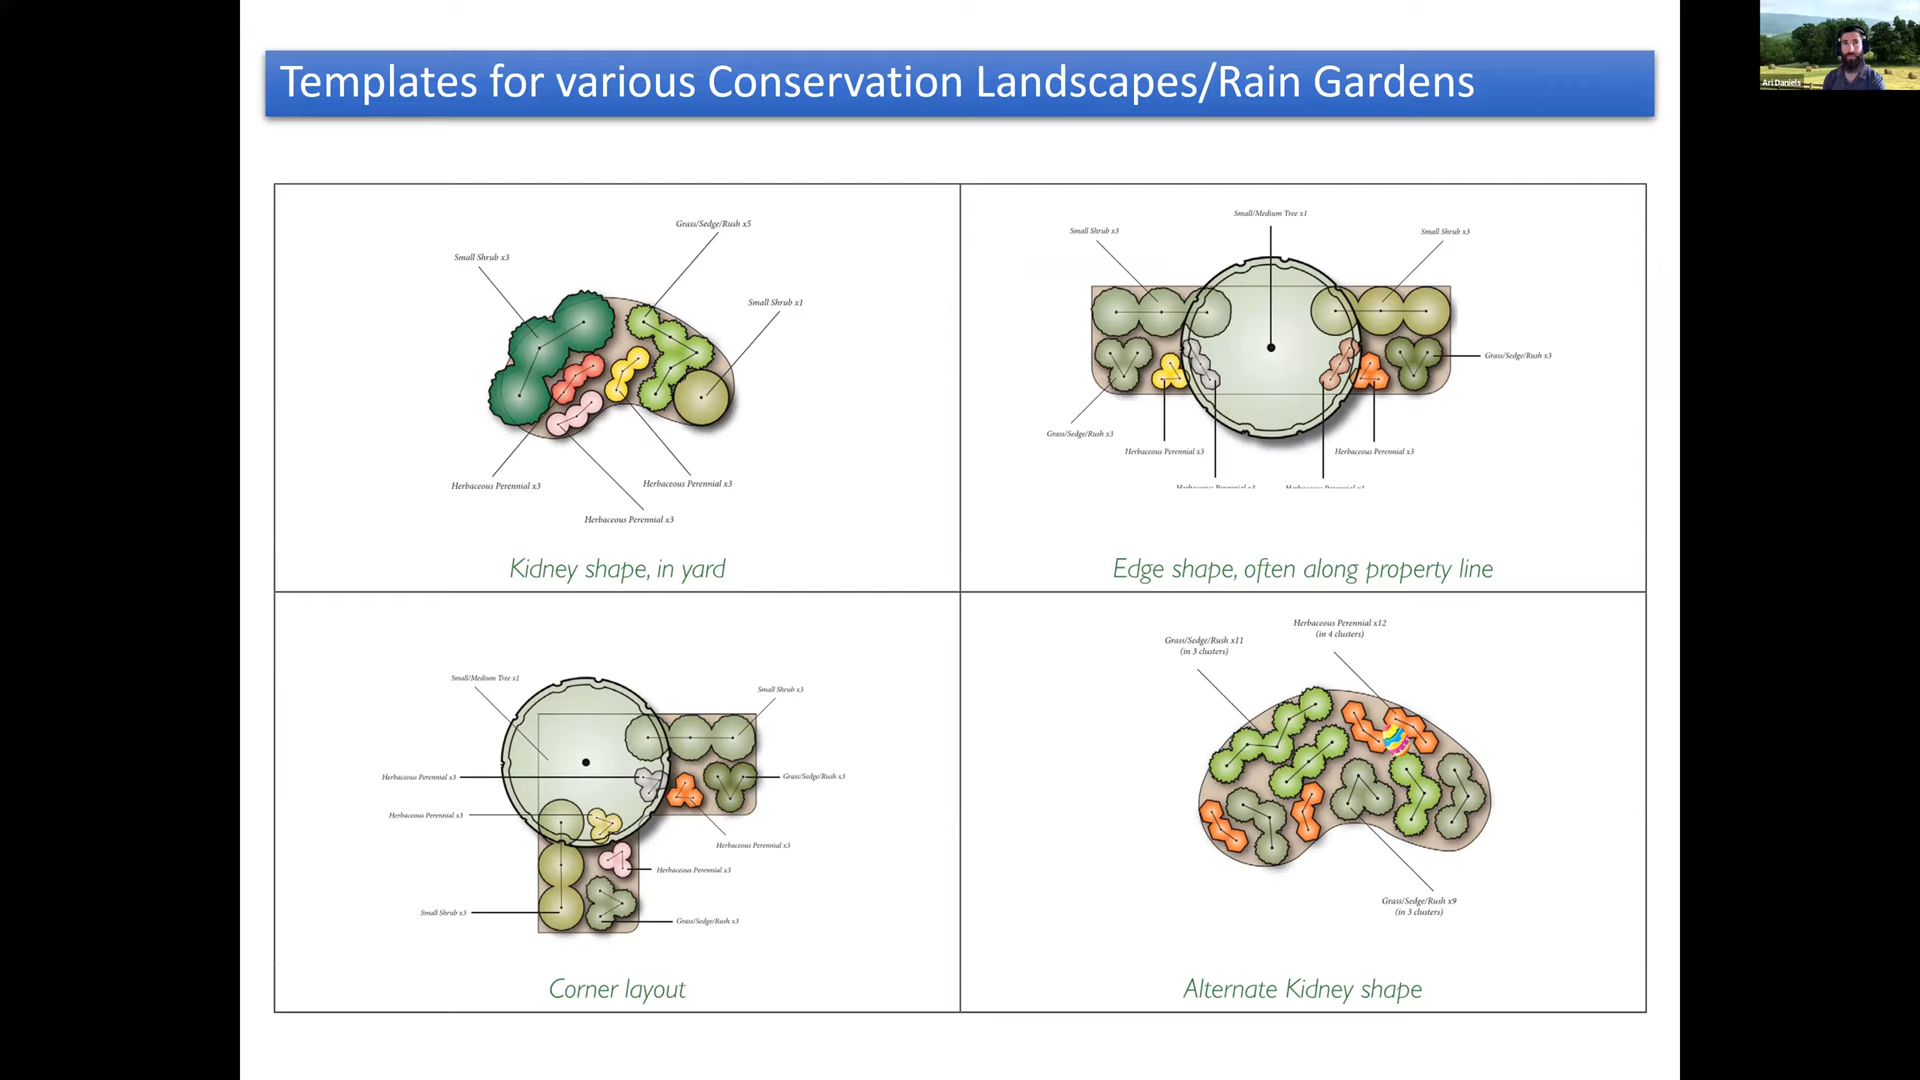 Templates for various Conservation Landscapes/Rain Gardens
Ari Daniels
Grass/Sedge/Rush x5
Small Shrub x3
Small Shrub x1
Herbaceous Perennial x3
Herbaceous Perennial x3
Herbaceous Perennial x3
Kidney shape, in yard
Small/Medium Tree x1
Small Shrub x3
Small Shrub x3
Grass/Sedge/Rush x3
Grass/Sedge/Rush x3
Herbaceous Perennial x3
Herbaceous Perennial x3
Herbaceous Perennial x3
Herbaceous Perennial x3
Edge shape, often along property line
Small/Medium Tree x1
Small Shrub x3
Herbaceous Perennial x3
Grass/Sedge/Rush x3
Herbaceous Perennial x3
Herbaceous Perennial x3
Herbaceous Perennial x3
Small Shrub x3
Grass/Sedge/Rush x3
Corner layout
Herbaceous Perennial x12
(in 4 clusters)
Grass/Sedge/Rush x11
(in 3 clusters)
Grass/Sedge/Rush x9
(in 3 clusters)
Alternate Kidney shape